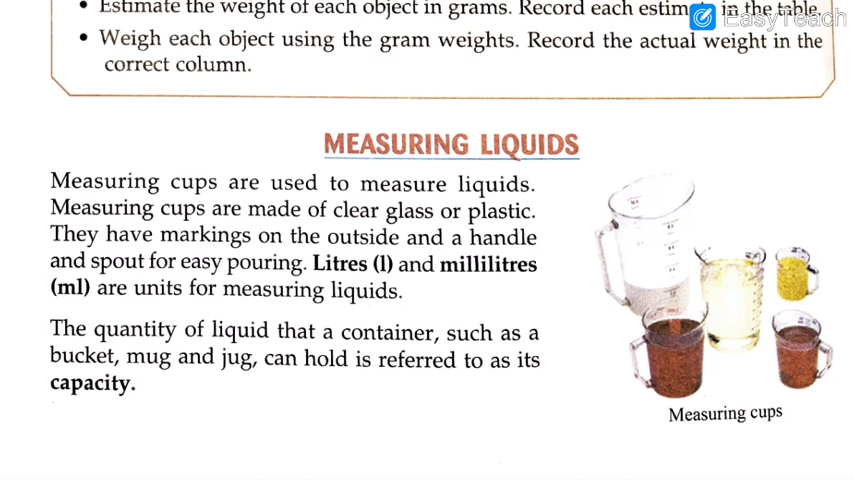 • Estimate the weight of each object in grams. Record each estimate in the table.
EasyTeach
• Weigh each object using the gram weights. Record the actual weight in the
correct column.
MEASURING LIQUIDS
Measuring cups are used to measure liquids.
Measuring cups are made of clear glass or plastic.
They have markings on the outside and a handle
and spout for easy pouring. Litres (l) and millilitres
(ml) are units for measuring liquids.
The quantity of liquid that a container, such as a
bucket, mug and jug, can hold is referred to as its
capacity.
Measuring cups